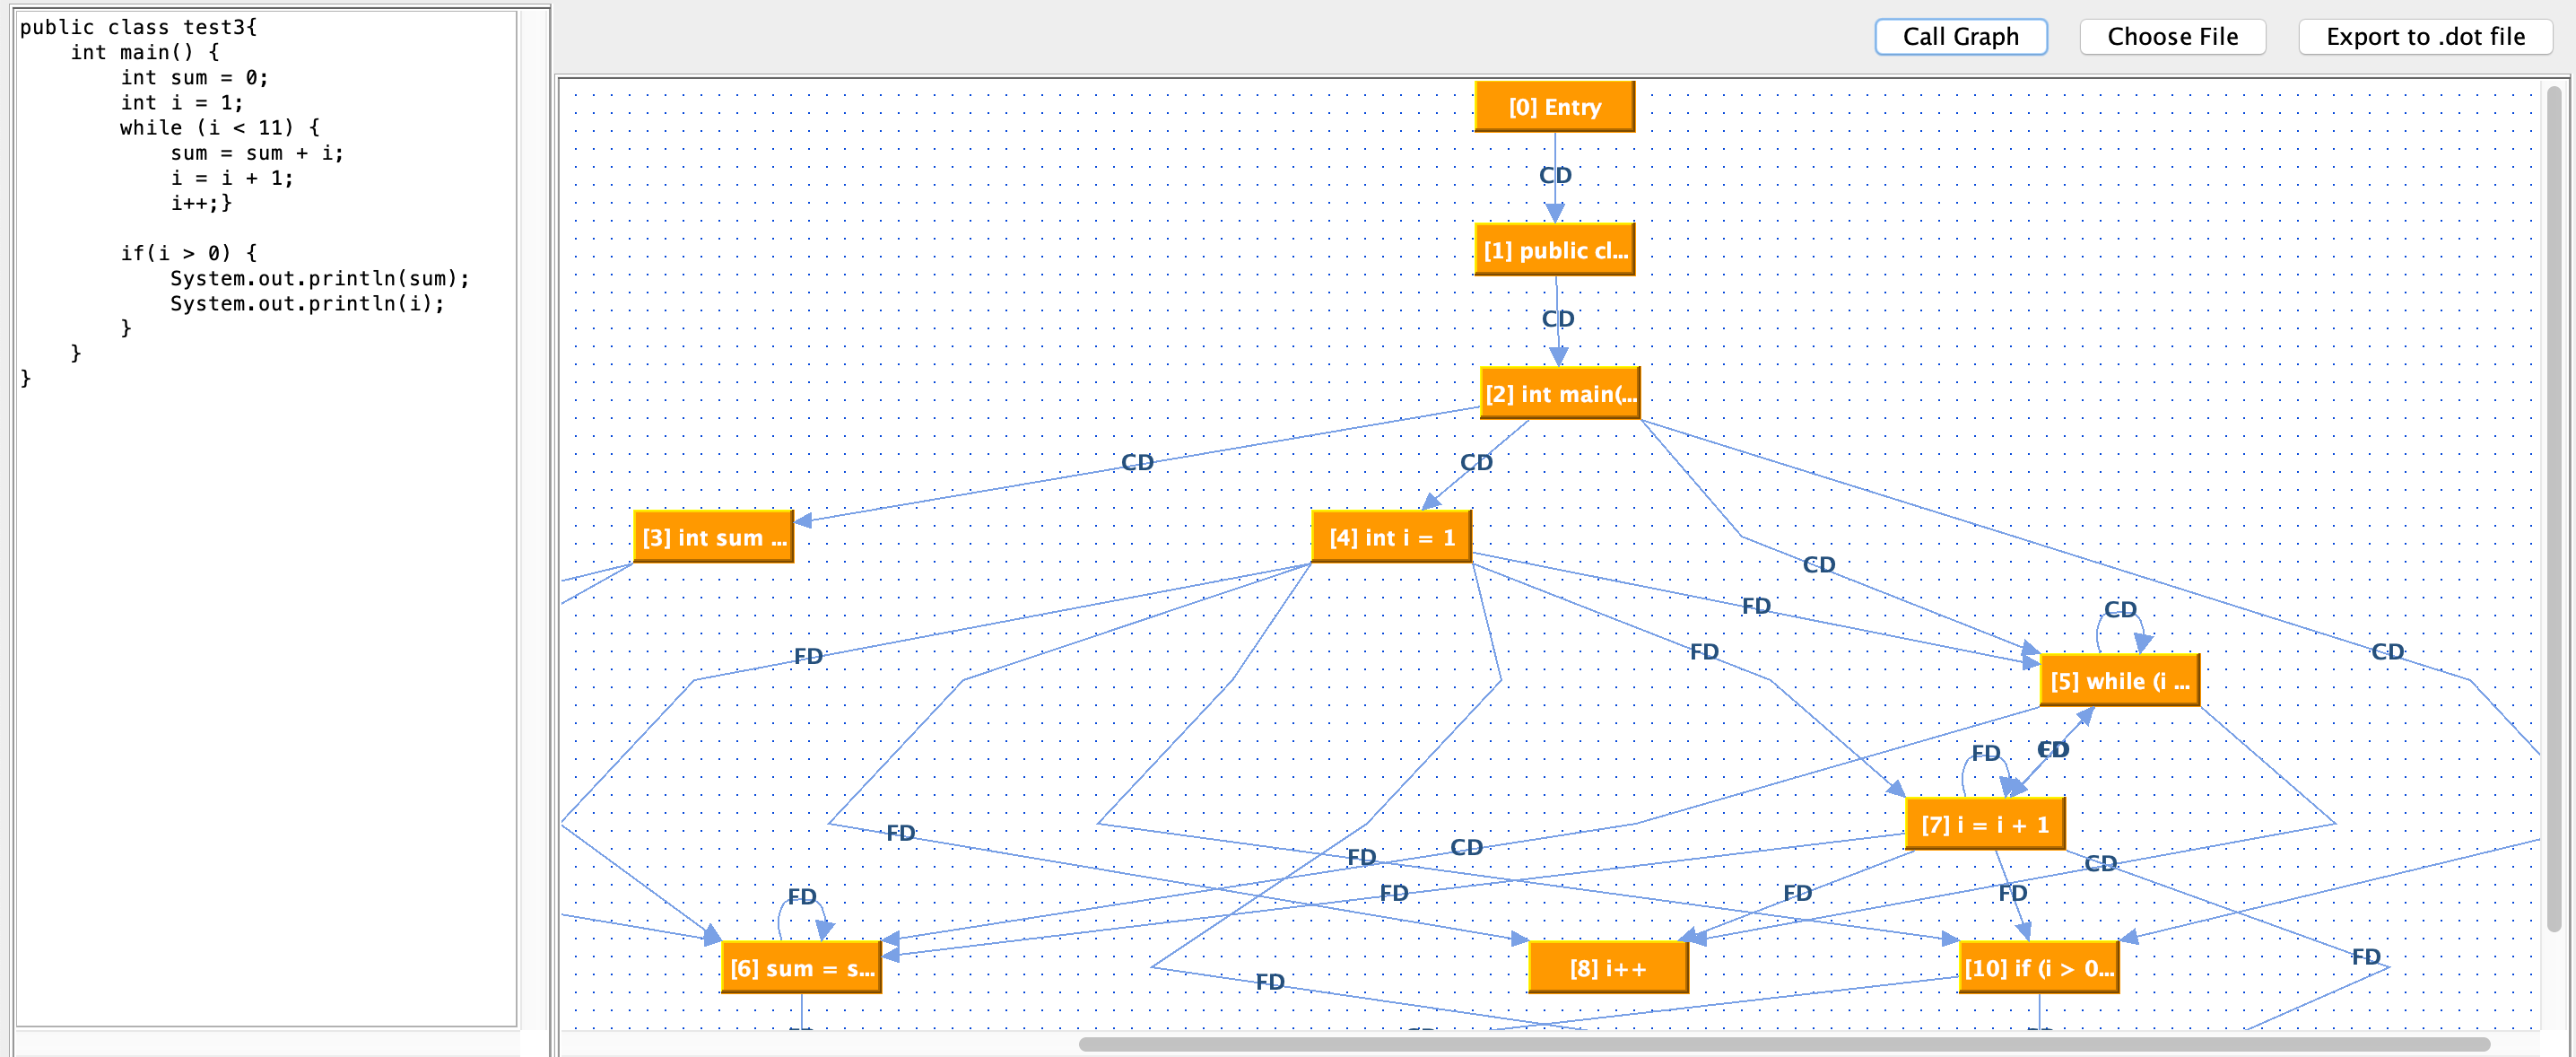 public class test3{
    int main() {
        int sum = 0;
        int i = 1;
        while (i < 11) {
            sum = sum + i;
            i = i + 1;
            i++;}
        if(i > 0) {
            System.out.println(sum);
            System.out.println(i);
        }
    }
}
Call Graph Choose File Export to .dot file
[0] Entry
CD
[1] public cl...
CD
[2] int main(...
CD CD
[3] int sum ... [4] int i = 1
CD
FD CD
FD FD CD
[5] while (i ...
FD
[7] i = i + 1
FD CD
FD CD
FD FD FD
FD
[6] sum = s... [8] i++ [10] if (i > 0...
FD
FD